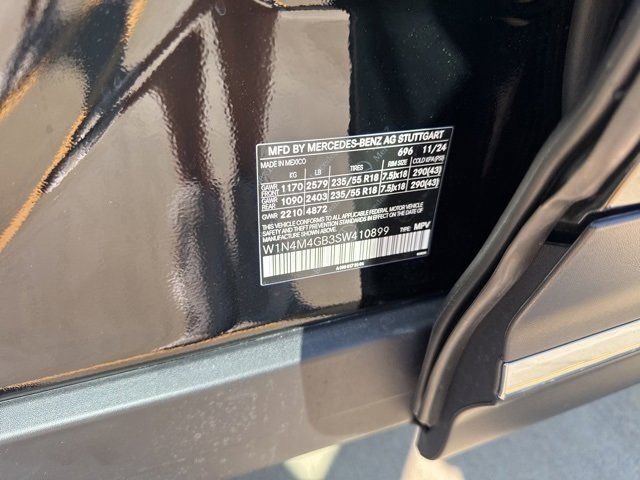 MFD BY MERCEDES-BENZ AG STUTTGART
MADE IN MEXICO 696 11/24
KG LB TIRES RIM SIZE COLD KPA(PSI)
GAWR FRONT 1170 2579 235/55 R18 7.5Jx18 290(43)
GAWR REAR 1090 2403 235/55 R18 7.5Jx18 290(43)
GVWR 2210 4872
THIS VEHICLE CONFORMS TO ALL APPLICABLE FEDERAL MOTOR VEHICLE
SAFETY STANDARDS IN EFFECT ON THE DATE OF MANUFACTURE SHOWN ABOVE.
W1N4M4GB3SW410899 TYPE: MPV